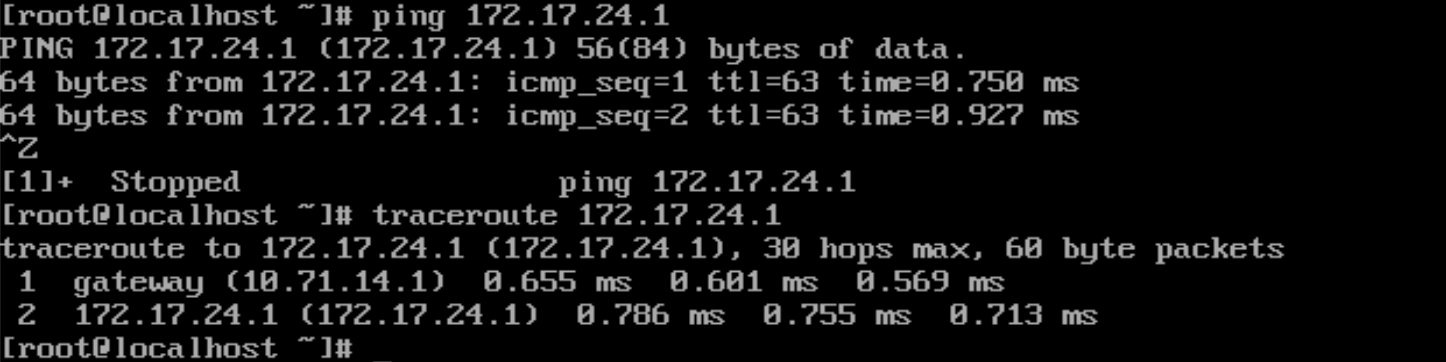 [root@localhost ~]# ping 172.17.24.1
PING 172.17.24.1 (172.17.24.1) 56(84) bytes of data.
64 bytes from 172.17.24.1: icmp_seq=1 ttl=63 time=0.750 ms
64 bytes from 172.17.24.1: icmp_seq=2 ttl=63 time=0.927 ms
^Z
[1]+  Stopped                 ping 172.17.24.1
[root@localhost ~]# traceroute 172.17.24.1
traceroute to 172.17.24.1 (172.17.24.1), 30 hops max, 60 byte packets
 1  gateway (10.71.14.1)  0.655 ms  0.601 ms  0.569 ms
 2  172.17.24.1 (172.17.24.1)  0.786 ms  0.755 ms  0.713 ms
[root@localhost ~]# _